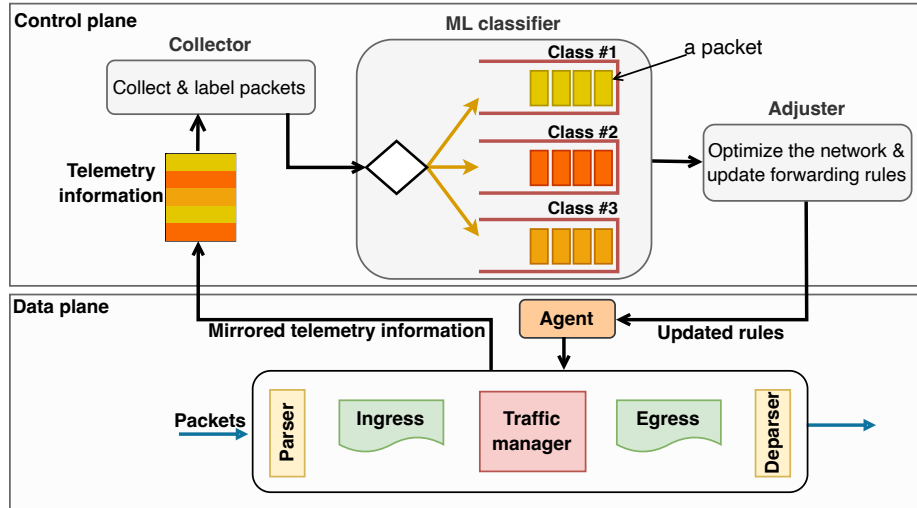 Control plane
ML classifier
Collector
Class #1
a packet
Collect & label packets
Adjuster
Class #2
Optimize the network &
update forwarding rules
Telemetry
information
Class #3
Data plane
Mirrored telemetry information
Agent
Updated rules
Packets
Parser
Ingress
Traffic
manager
Egress
Deparser